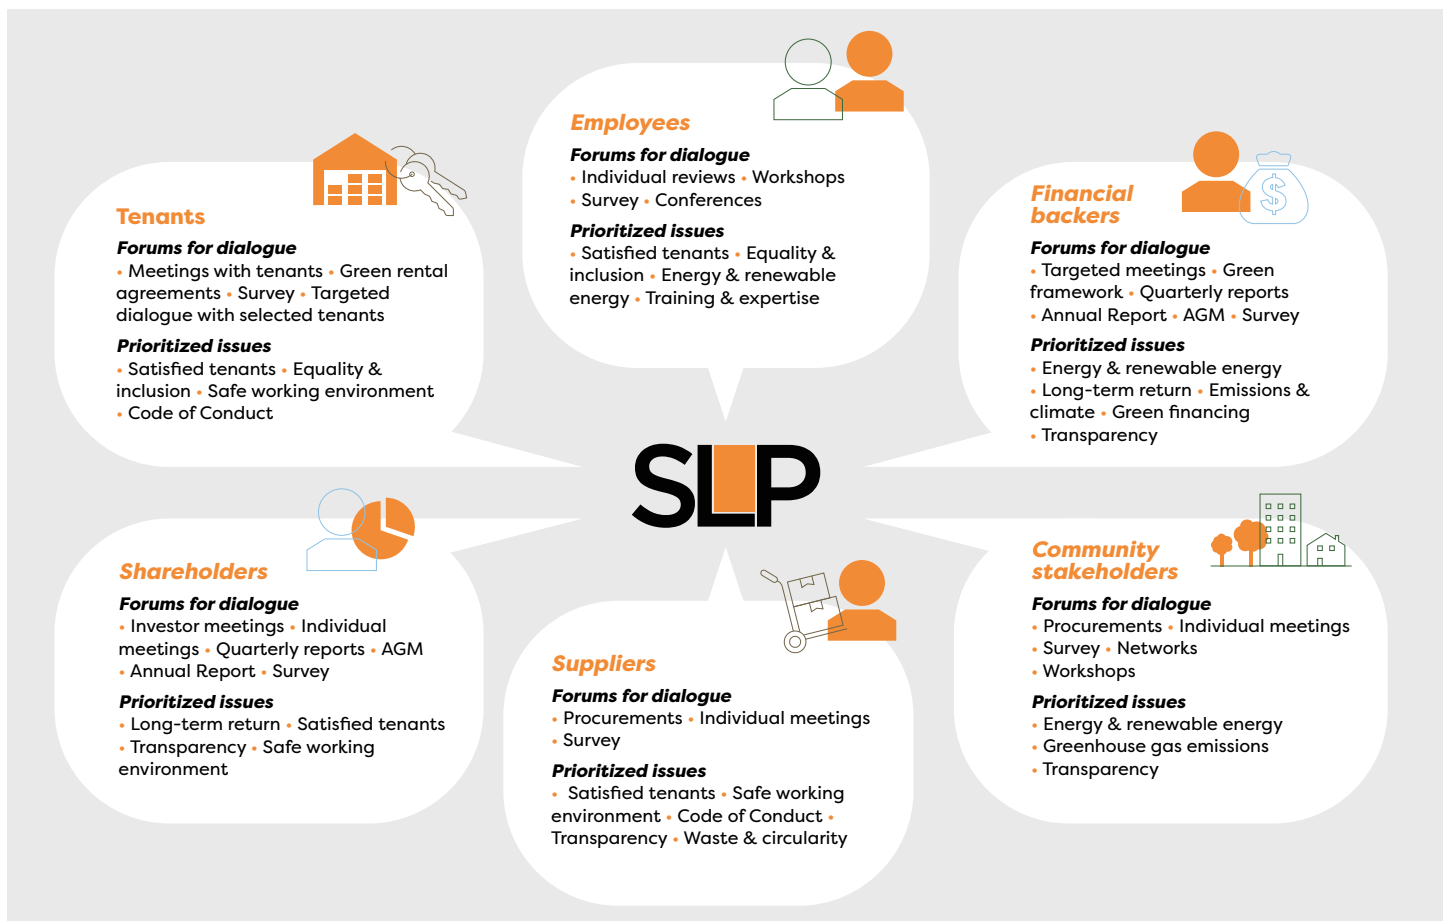 Employees
Forums for dialogue
• Individual reviews • Workshops
• Survey • Conferences
Prioritized issues
• Satisfied tenants • Equality &
inclusion • Energy & renewable
energy • Training & expertise
Tenants
Forums for dialogue
• Meetings with tenants • Green rental
agreements • Survey • Targeted
dialogue with selected tenants
Prioritized issues
• Satisfied tenants • Equality &
inclusion • Safe working environment
• Code of Conduct
Financial
backers
Forums for dialogue
• Targeted meetings • Green
framework • Quarterly reports
• Annual Report • AGM • Survey
Prioritized issues
• Energy & renewable energy
• Long-term return • Emissions &
climate • Green financing
• Transparency
$
SLP
Shareholders
Forums for dialogue
• Investor meetings • Individual
meetings • Quarterly reports • AGM
• Annual Report • Survey
Prioritized issues
• Long-term return • Satisfied tenants
• Transparency • Safe working
environment
Suppliers
Forums for dialogue
• Procurements • Individual meetings
• Survey
Prioritized issues
• Satisfied tenants • Safe working
environment • Code of Conduct •
Transparency • Waste & circularity
Community
stakeholders
Forums for dialogue
• Procurements • Individual meetings
• Survey • Networks
• Workshops
Prioritized issues
• Energy & renewable energy
• Greenhouse gas emissions
• Transparency